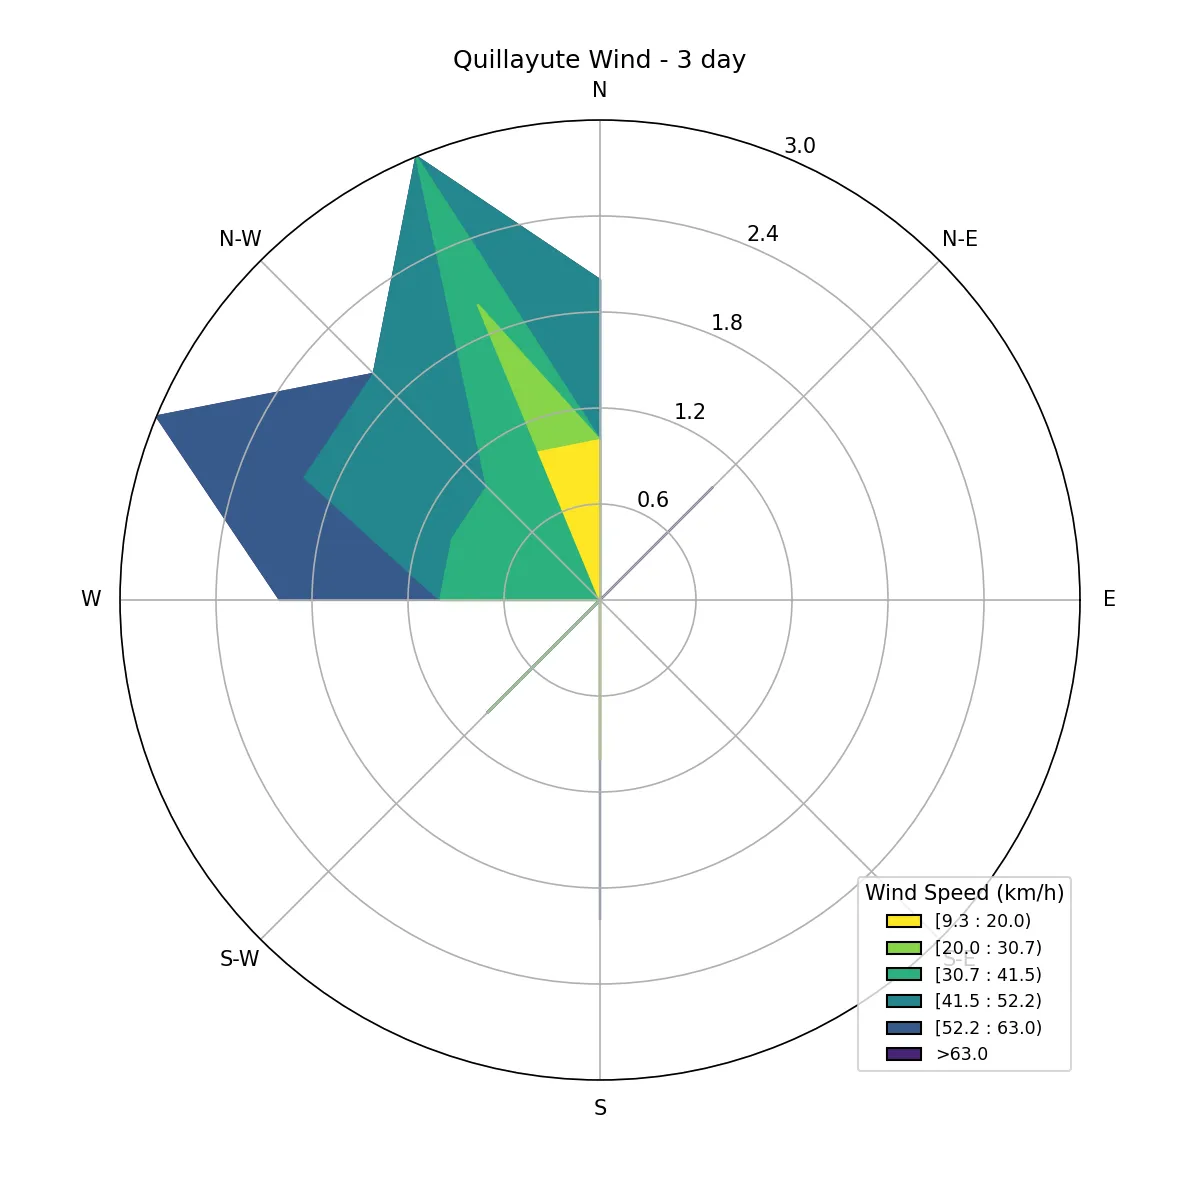 Quillayute Wind - 3 day
N
3.0
N-W
2.4
N-E
1.8
1.2
0.6
W
E
Wind Speed (km/h)
[9.3 : 20.0)
[20.0 : 30.7)
S-W
S-E
[30.7 : 41.5)
[41.5 : 52.2)
[52.2 : 63.0)
>63.0
S